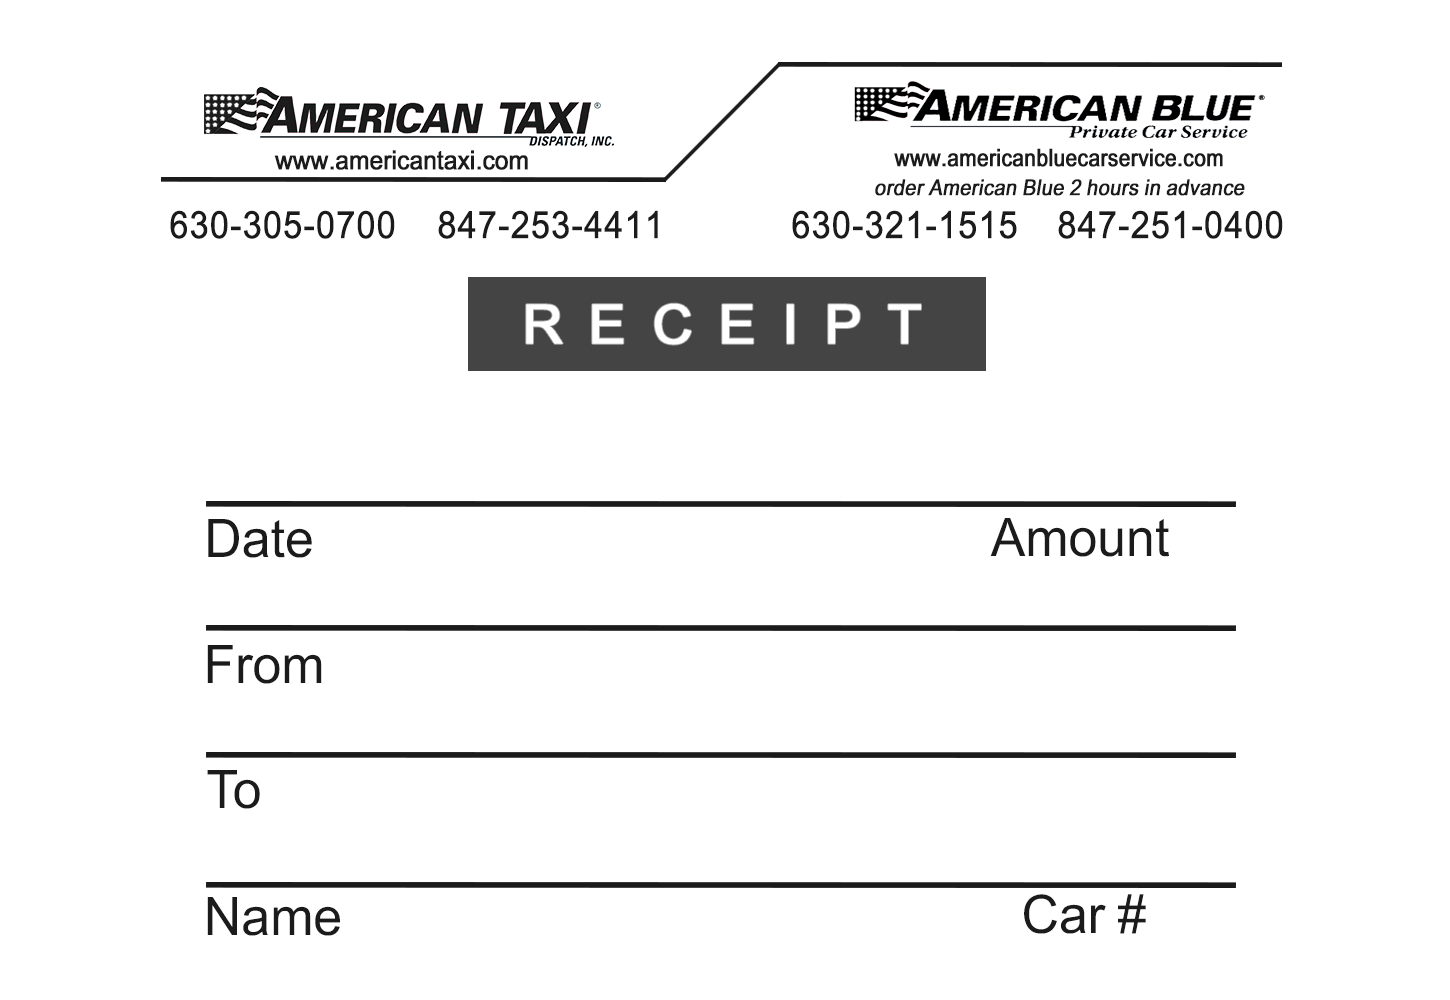 AMERICAN TAXI®
DISPATCH, INC.
www.americantaxi.com
630-305-0700 847-253-4411
AMERICAN BLUE®
Private Car Service
www.americanbluecarservice.com
order American Blue 2 hours in advance
630-321-1515 847-251-0400
RECEIPT
Date Amount
From
To
Name Car #